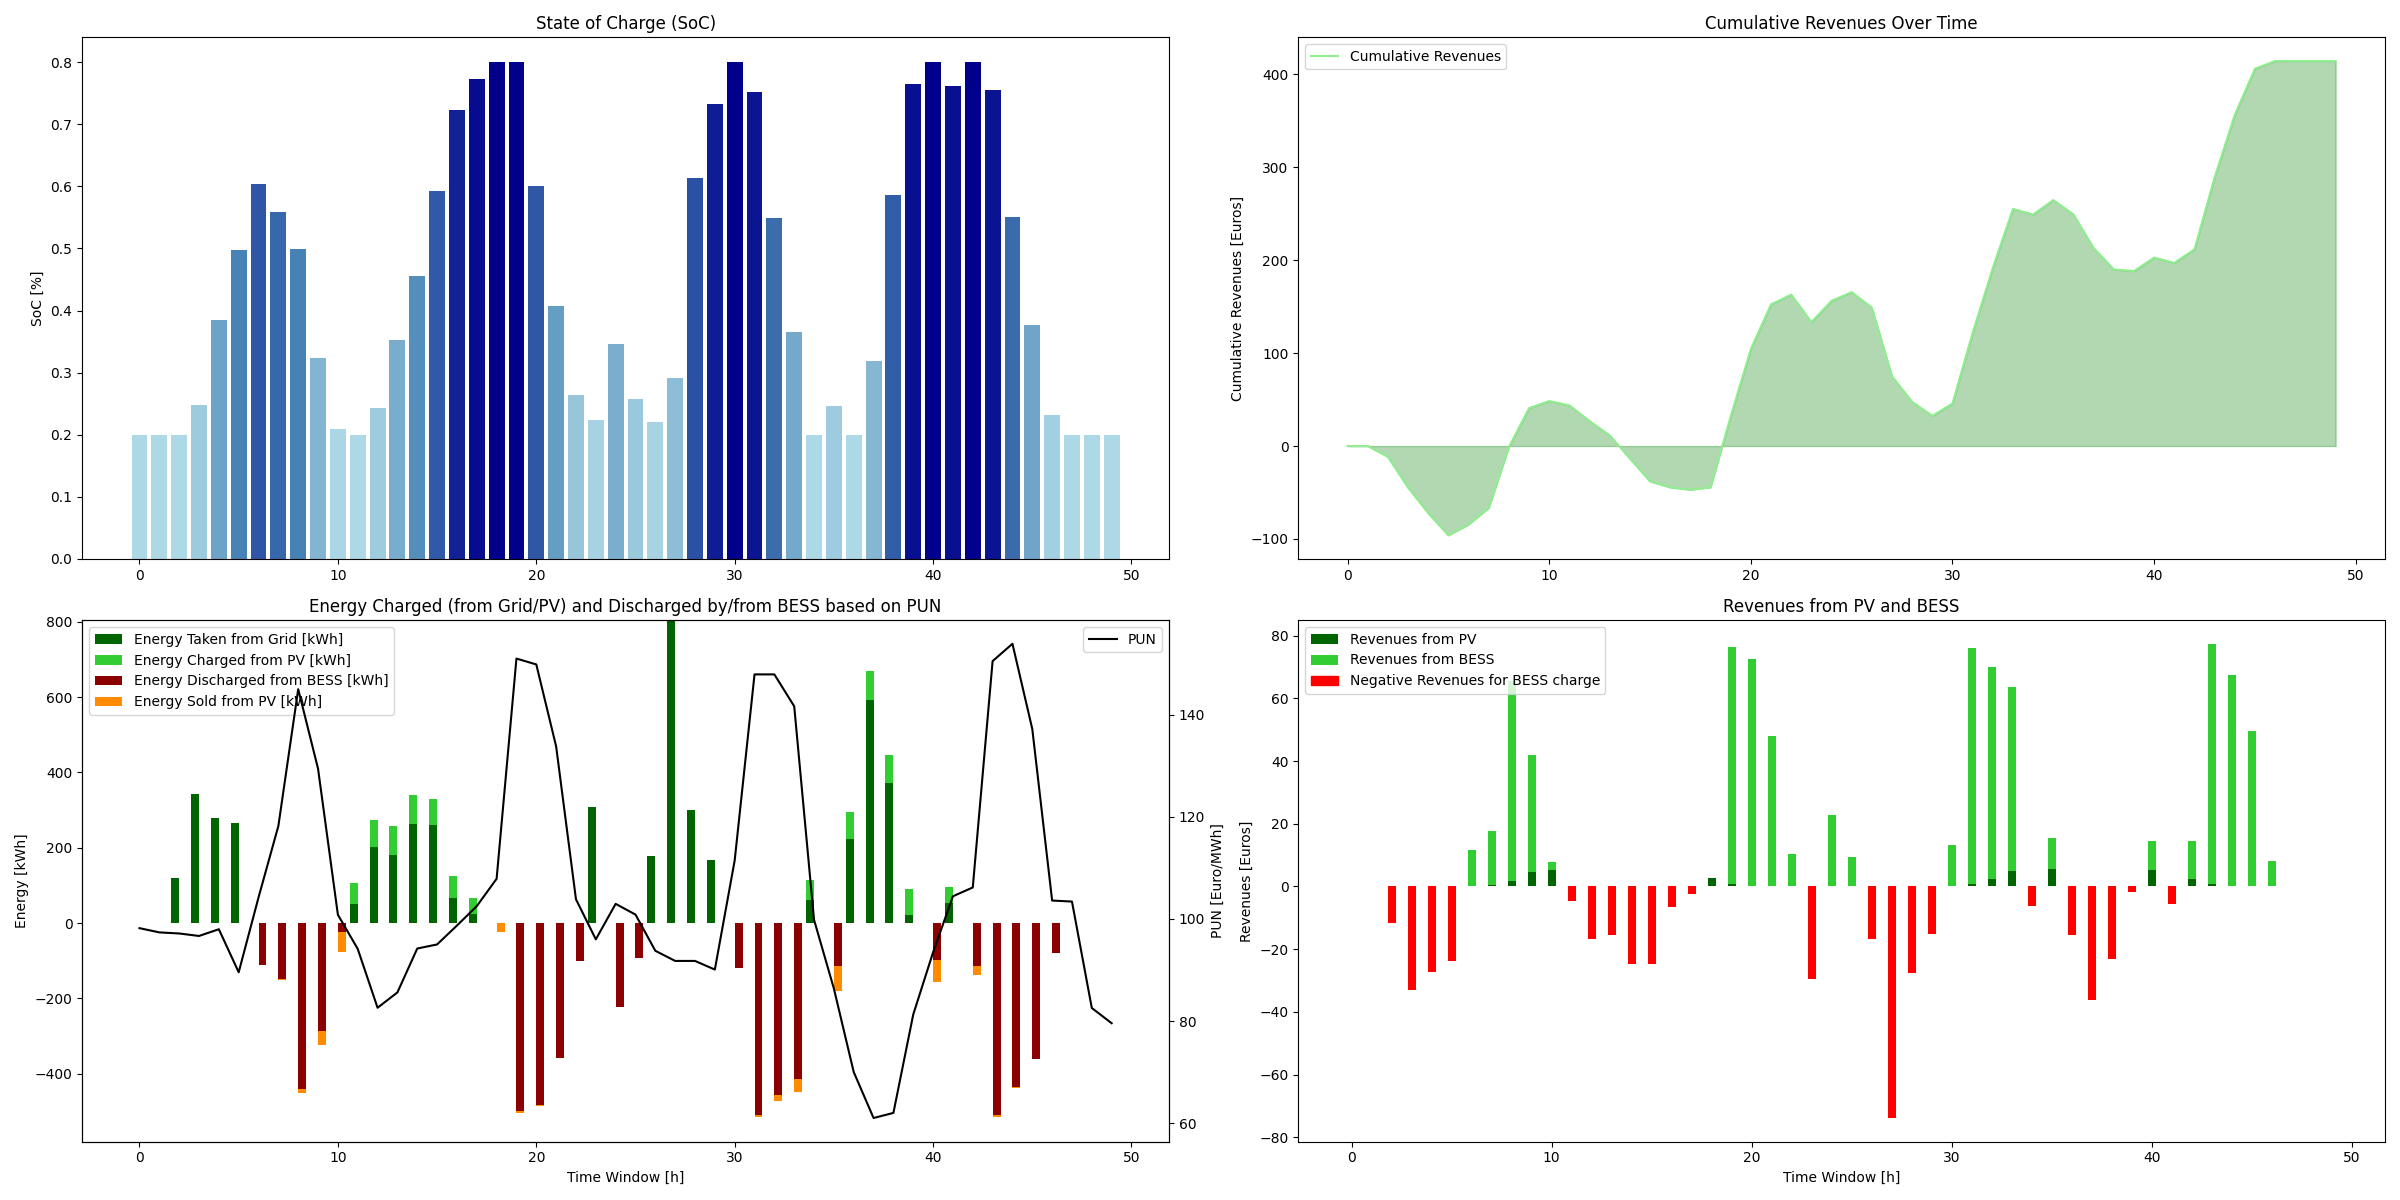 State of Charge (SoC)
SoC [%]
0.8
0.7
0.6
0.5
0.4
0.3
0.2
0.1
0.0
0 10 20 30 40 50
Cumulative Revenues Over Time
Cumulative Revenues
Cumulative Revenues [Euros]
400
300
200
100
0
−100
0 10 20 30 40 50
Energy Charged (from Grid/PV) and Discharged by/from BESS based on PUN
Energy Taken from Grid [kWh]
Energy Charged from PV [kWh]
Energy Discharged from BESS [kWh]
Energy Sold from PV [kWh]
PUN
Energy [kWh]
800
600
400
200
0
−200
−400
140
120
100
80
60
PUN [Euro/MWh]
0 10 20 30 40 50
Time Window [h]
Revenues from PV and BESS
Revenues from PV
Revenues from BESS
Negative Revenues for BESS charge
Revenues [Euros]
80
60
40
20
0
−20
−40
−60
−80
0 10 20 30 40 50
Time Window [h]